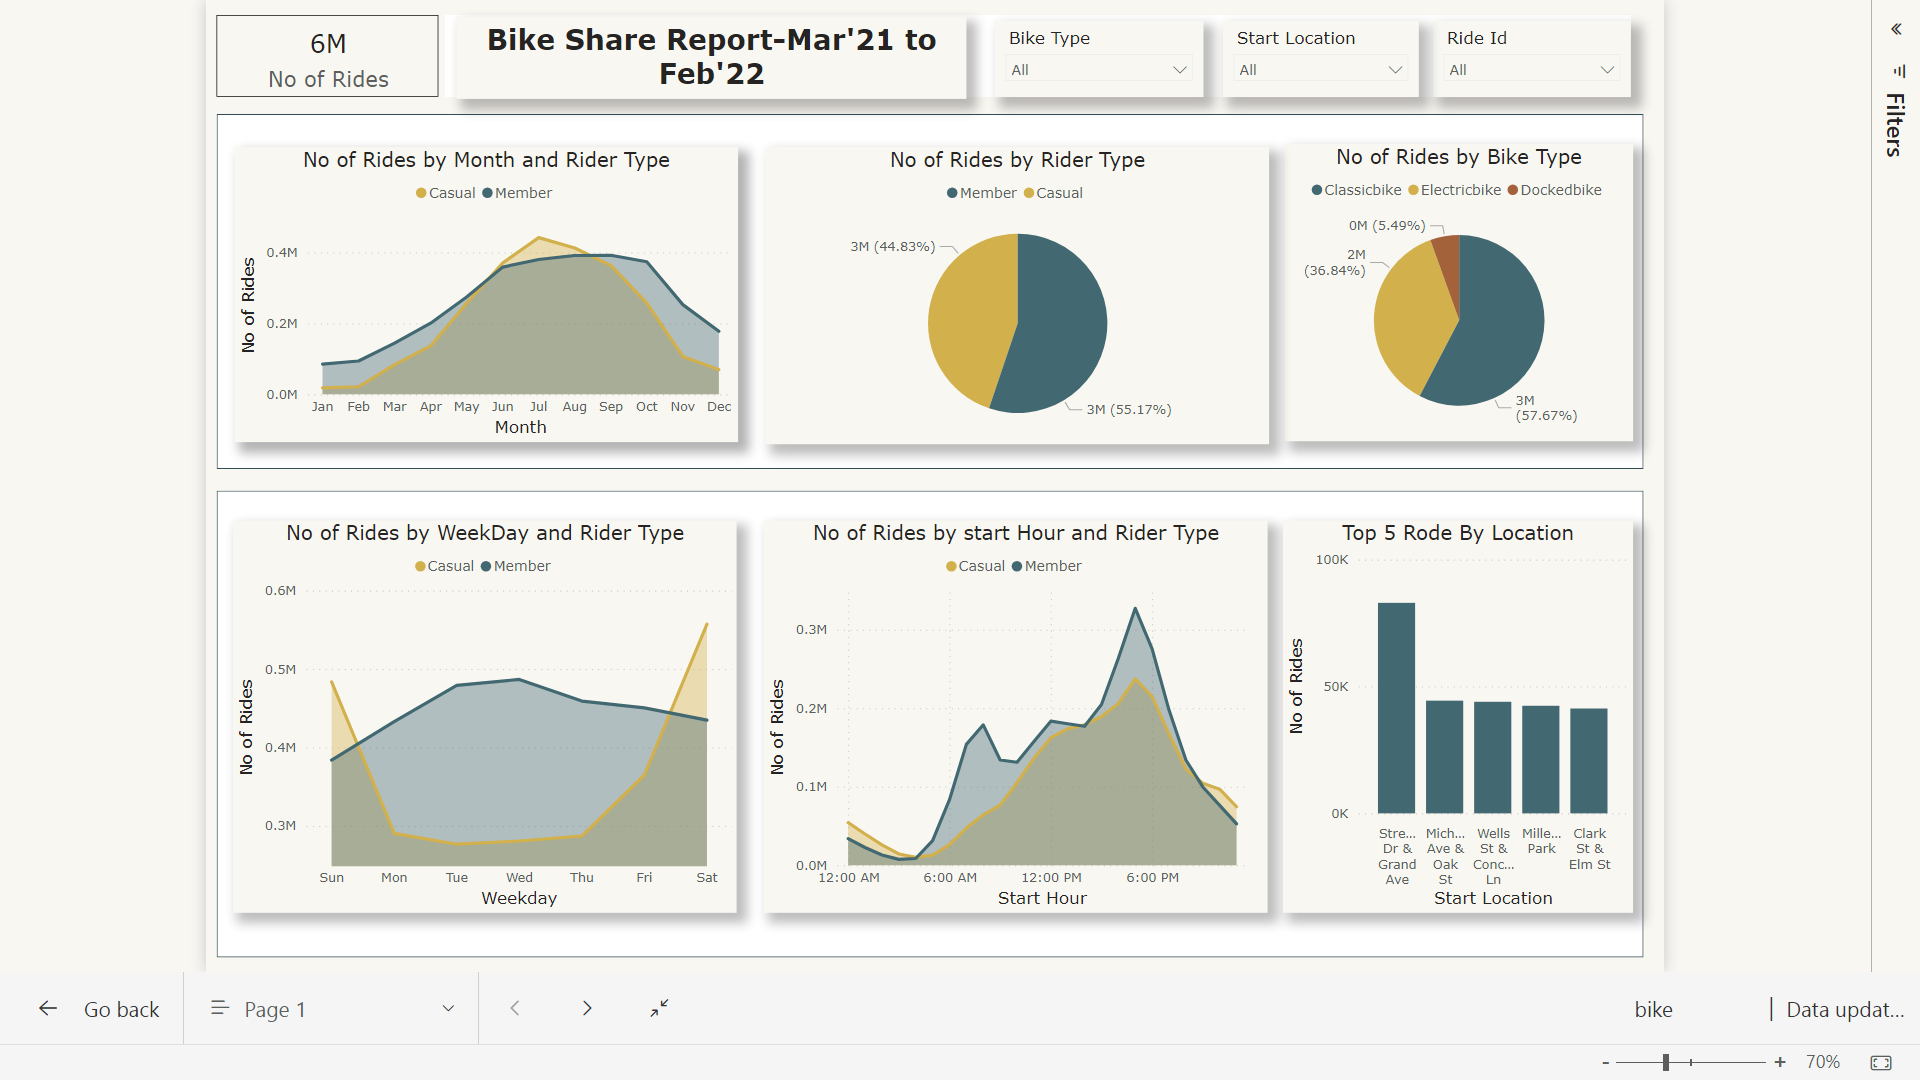 6M
No of Rides
Bike Share Report-Mar'21 to
Feb'22
Bike Type
All
Start Location
All
Ride Id
All
Filters
No of Rides by Month and Rider Type
Casual Member
No of Rides
0.4M
0.2M
0.0M
Jan Feb Mar Apr May Jun Jul Aug Sep Oct Nov Dec
Month
No of Rides by Rider Type
Member Casual
3M (44.83%)
3M (55.17%)
No of Rides by Bike Type
Classicbike Electricbike Dockedbike
0M (5.49%)
2M
(36.84%)
3M
(57.67%)
No of Rides by WeekDay and Rider Type
Casual Member
No of Rides
0.6M
0.5M
0.4M
0.3M
Sun Mon Tue Wed Thu Fri Sat
Weekday
No of Rides by start Hour and Rider Type
Casual Member
No of Rides
0.3M
0.2M
0.1M
0.0M
12:00 AM 6:00 AM 12:00 PM 6:00 PM
Start Hour
Top 5 Rode By Location
No of Rides
100K
50K
0K
Stre...
Dr &
Grand
Ave
Mich...
Ave &
Oak
St
Wells
St &
Conc...
Ln
Mille...
Park
Clark
St &
Elm St
Start Location
Go back
Page 1
bike
| Data updat...
- + 70%